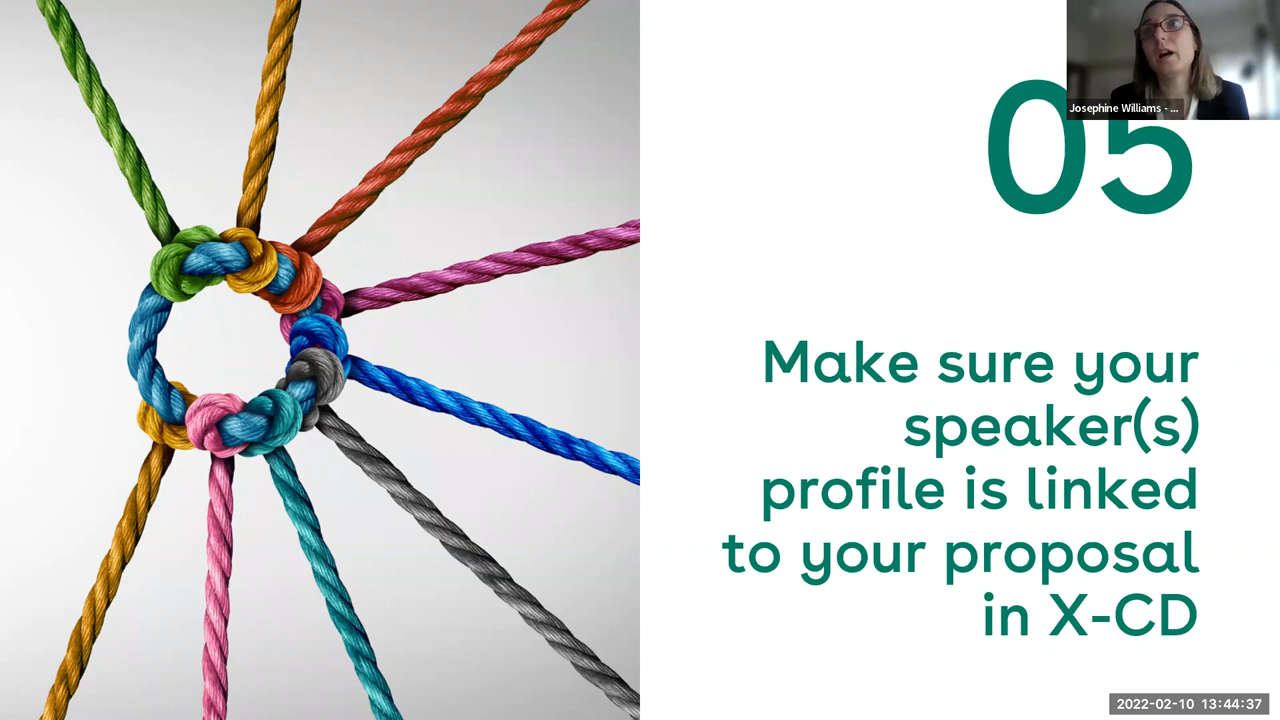 Josephine Williams - ...
05
Make sure your
speaker(s)
profile is linked
to your proposal
in X-CD
2022-02-10 13:44:37